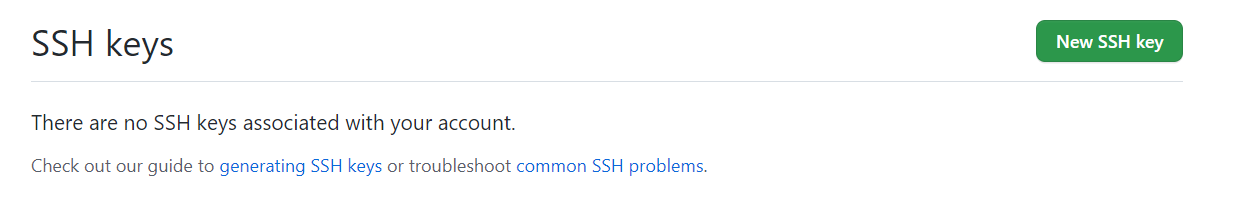 SSH keys
New SSH key
There are no SSH keys associated with your account.
Check out our guide to generating SSH keys or troubleshoot common SSH problems.